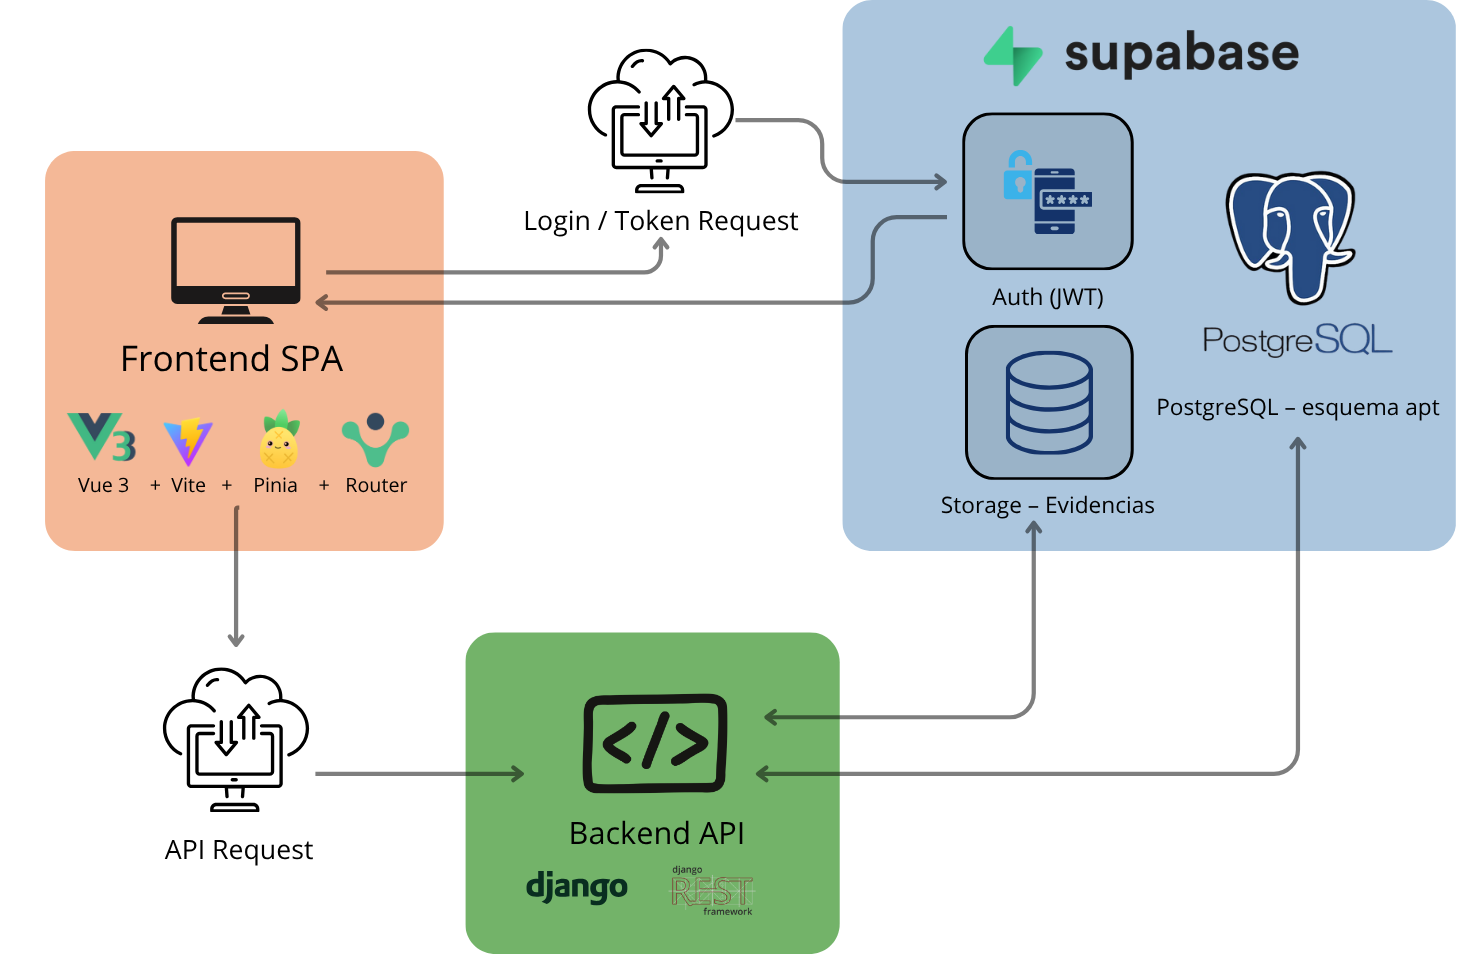 supabase
Login / Token Request
****
Auth (JWT)
Frontend SPA
PostgreSQL
3
Vue 3 + Vite + Pinia + Router
PostgreSQL – esquema apt
Storage – Evidencias
</>
API Request
Backend API
django
django
REST
framework